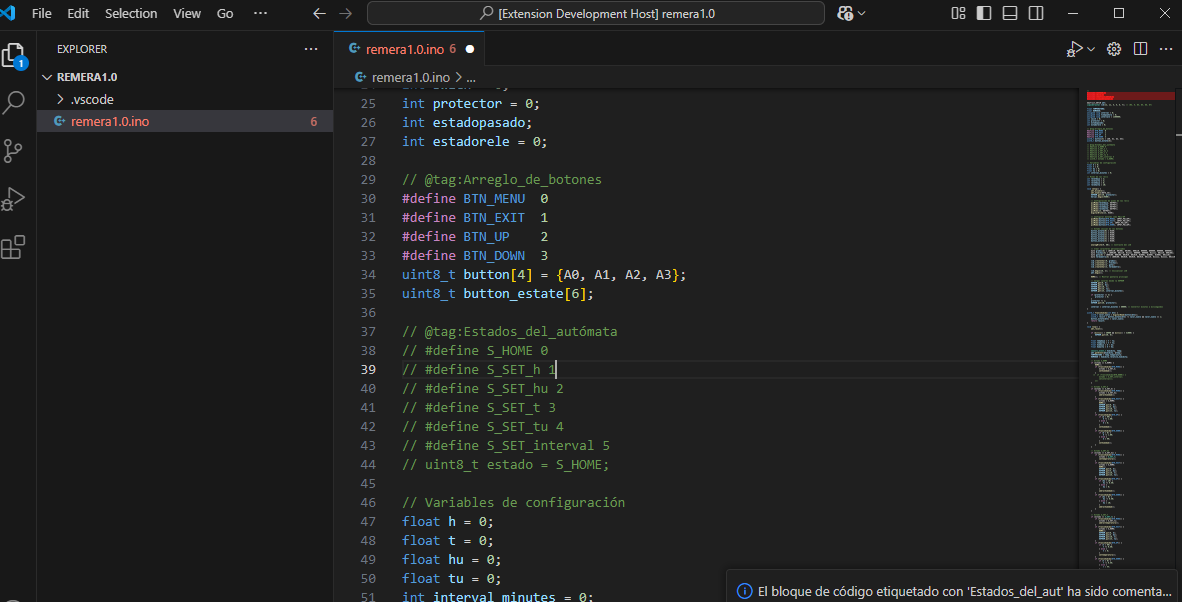 File Edit Selection View Go ··· [Extension Development Host] remera1.0
EXPLORER ···
remera1.0.ino 6
1
REMERA1.0
remera1.0.ino > ...
.vscode
remera1.0.ino 6
25 int protector = 0;
26 int estadopasado;
27 int estadorele = 0;
28
29 // @tag:Arreglo_de_botones
30 #define BTN_MENU 0
31 #define BTN_EXIT 1
32 #define BTN_UP 2
33 #define BTN_DOWN 3
34 uint8_t button[4] = {A0, A1, A2, A3};
35 uint8_t button_estate[6];
36
37 // @tag:Estados_del_autómata
38 // #define S_HOME 0
39 // #define S_SET_h 1
40 // #define S_SET_hu 2
41 // #define S_SET_t 3
42 // #define S_SET_tu 4
43 // #define S_SET_interval 5
44 // uint8_t estado = S_HOME;
45
46 // Variables de configuración
47 float h = 0;
48 float t = 0;
49 float hu = 0;
50 float tu = 0;
51 int interval_minutes = 0;
El bloque de código etiquetado con 'Estados_del_aut' ha sido comenta...